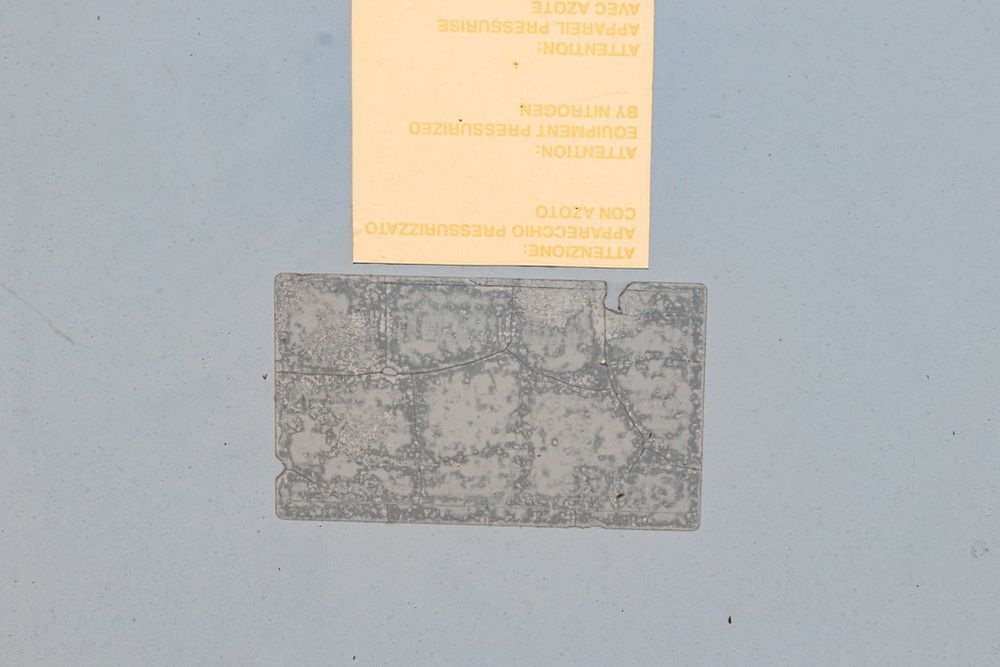 ATTENZIONE:
APPARECCHIO PRESSURIZZATO
CON AZOTO
ATTENTION:
EQUIPMENT PRESSURIZED
BY NITROGEN
ATTENTION:
APPAREIL PRESSURISE
AVEC AZOTE